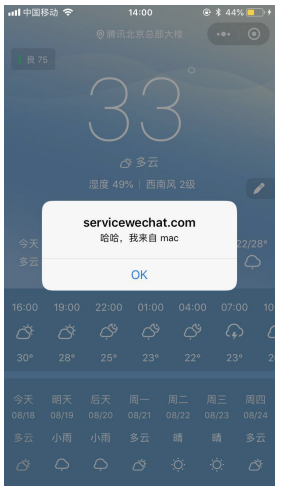 中国移动 14:00 44%
腾讯北京总部大楼
良 75
33
多云
湿度 49% | 西南风 2级
servicewechat.com
哈哈，我来自 mac
OK
今天 22/28°
多云
16:00 19:00 22:00 01:00 04:00 07:00 10
30° 28° 25° 23° 22° 23° 2
今天 明天 后天 周一 周二 周三 周四
08/18 08/19 08/20 08/21 08/22 08/23 08/24
多云 小雨 小雨 多云 晴 晴 多云